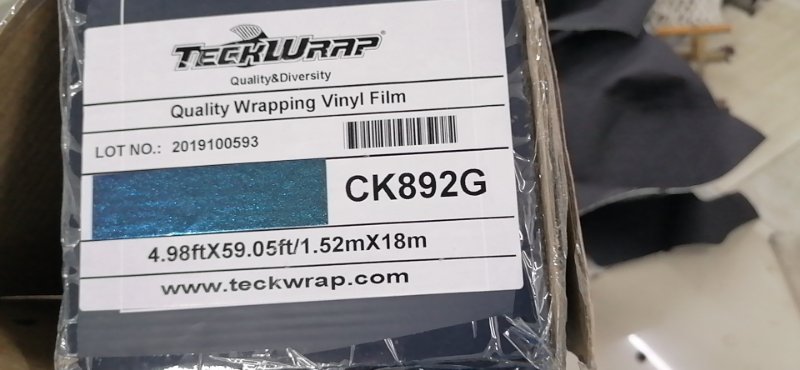 TECKWRAP®
Quality&Diversity
Quality Wrapping Vinyl Film
LOT NO.: 2019100593
CK892G
4.98ftX59.05ft/1.52mX18m
www.teckwrap.com